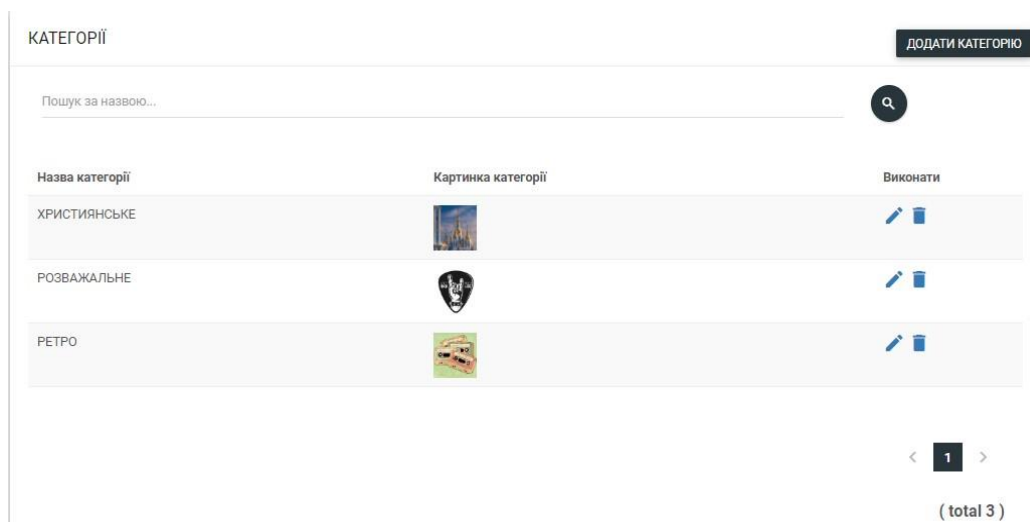 КАТЕГОРІЇ
ДОДАТИ КАТЕГОРІЮ
Пошук за назвою...
Назва категорії Картинка категорії Виконати
ХРИСТИЯНСЬКЕ
РОЗВАЖАЛЬНЕ
РЕТРО
1
( total 3 )